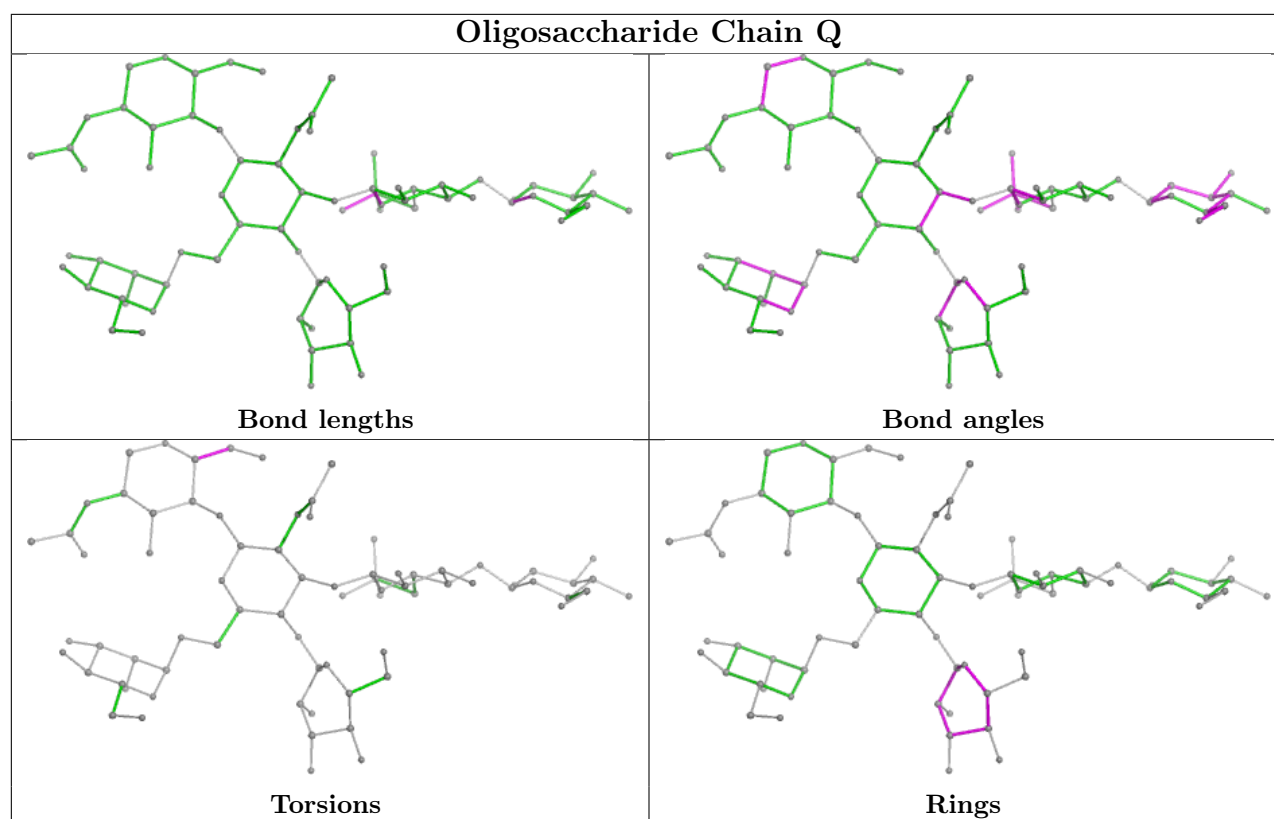 Oligosaccharide Chain Q
Bond lengths
Bond angles
Torsions
Rings